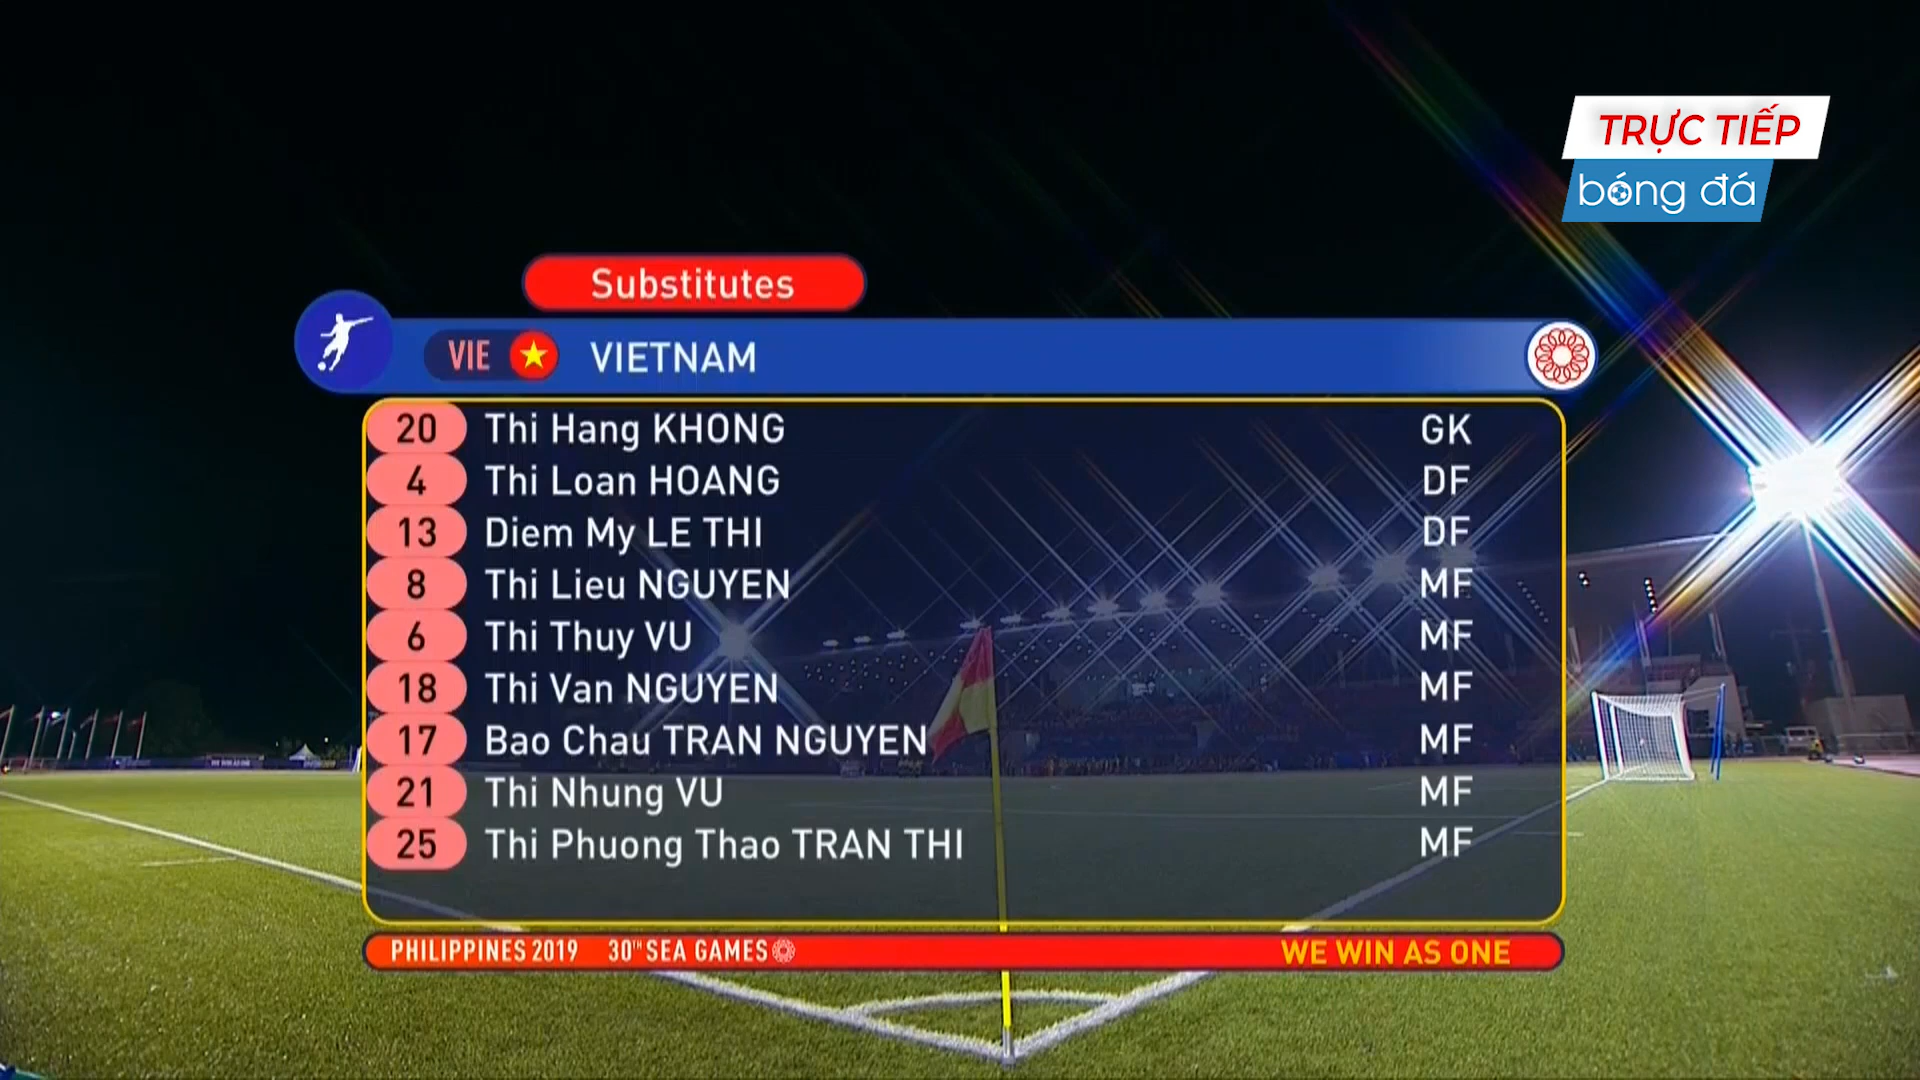 TRỰC TIẾP
bóng đá
Substitutes
VIE VIETNAM
20 Thi Hang KHONG GK
4 Thi Loan HOANG DF
13 Diem My LE THI DF
8 Thi Lieu NGUYEN MF
6 Thi Thuy VU MF
18 Thi Van NGUYEN MF
17 Bao Chau TRAN NGUYEN MF
21 Thi Nhung VU MF
25 Thi Phuong Thao TRAN THI MF
PHILIPPINES 2019 30TH SEA GAMES WE WIN AS ONE